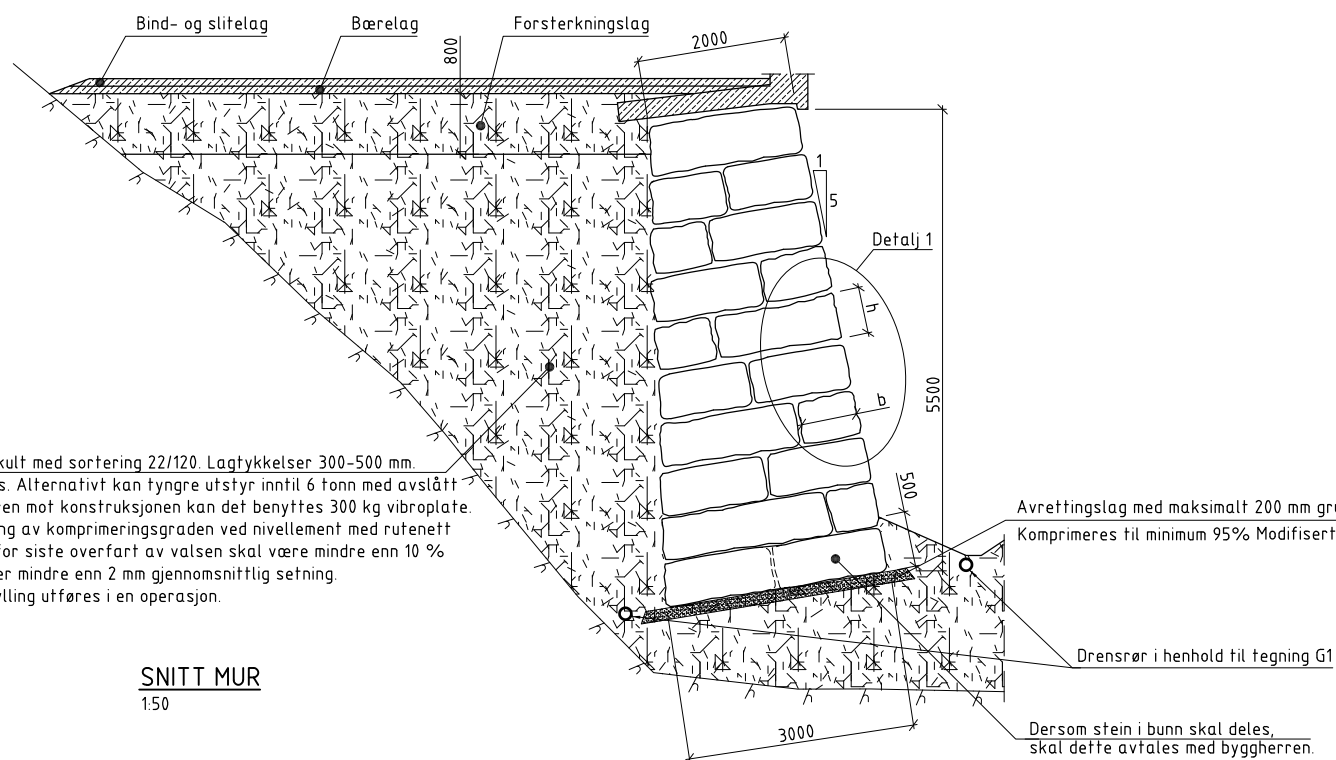 Bind- og slitelag
Bærelag
Forsterkningslag
800
2000
1
5
Detalj 1
h
b
5500
500
kult med sortering 22/120. Lagtykkelser 300-500 mm.
s. Alternativt kan tyngre utstyr inntil 6 tonn med avslått
en mot konstruksjonen kan det benyttes 300 kg vibroplate.
ng av komprimeringsgraden ved nivellement med rutenett
for siste overfart av valsen skal være mindre enn 10 %
er mindre enn 2 mm gjennomsnittlig setning.
ylling utføres i en operasjon.
Avrettingslag med maksimalt 200 mm gru
Komprimeres til minimum 95% Modifisert
SNITT MUR
1:50
Drensrør i henhold til tegning G1
3000
Dersom stein i bunn skal deles,
skal dette avtales med byggherren.